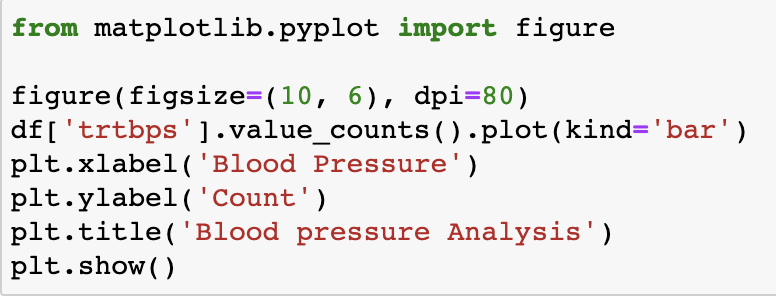 from matplotlib.pyplot import figure

figure(figsize=(10, 6), dpi=80)
df['trtbps'].value_counts().plot(kind='bar')
plt.xlabel('Blood Pressure')
plt.ylabel('Count')
plt.title('Blood pressure Analysis')
plt.show()